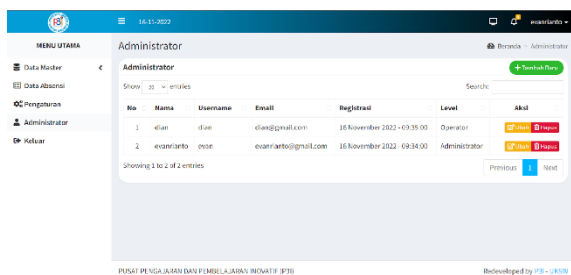 16-11-2022
evanrianto
MENU UTAMA
Administrator
Beranda - Administrator
Data Master
Data Absensi
Pengaturan
Administrator
Keluar
Administrator
+ Tambah Baru
Show 10 entries
Search:
No Nama Username Email Registrasi Level Aksi
1 dian dian dian@gmail.com 16 November 2022 - 09:35:00 Operator Ubah Hapus
2 evanrianto evan evanrianto@gmail.com 16 November 2022 - 09:34:00 Administrator Ubah Hapus
Showing 1 to 2 of 2 entries
Previous 1 Next
PUSAT PENGAJARAN DAN PEMBELAJARAN INOVATIF (P3I)
Redeveloped by P3I - UKSW